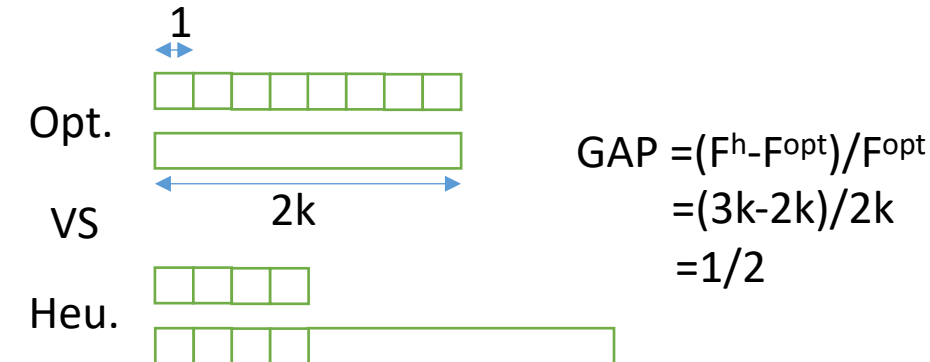 1
Opt.
2k
VS
Heu.
GAP =(Fʰ-Fᵒᵖᵗ)/Fᵒᵖᵗ
=(3k-2k)/2k
=1/2